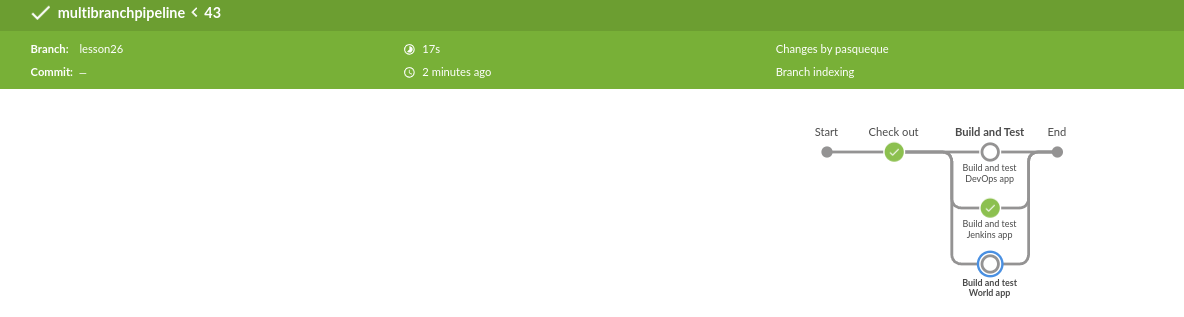 multibranchpipeline < 43
Branch: lesson26
17s
Changes by pasqueque
Commit: –
2 minutes ago
Branch indexing
Start Check out Build and Test End
Build and test
DevOps app
Build and test
Jenkins app
Build and test
World app